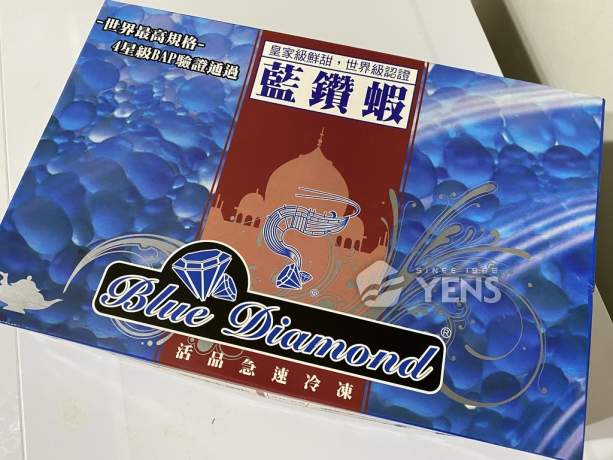 -世界最高規格-
4星級BAP驗證通過
皇家級鮮甜，世界級認證
藍鑽蝦
®
SINCE 1988
YENS
Blue Diamond®
活品急速冷凍